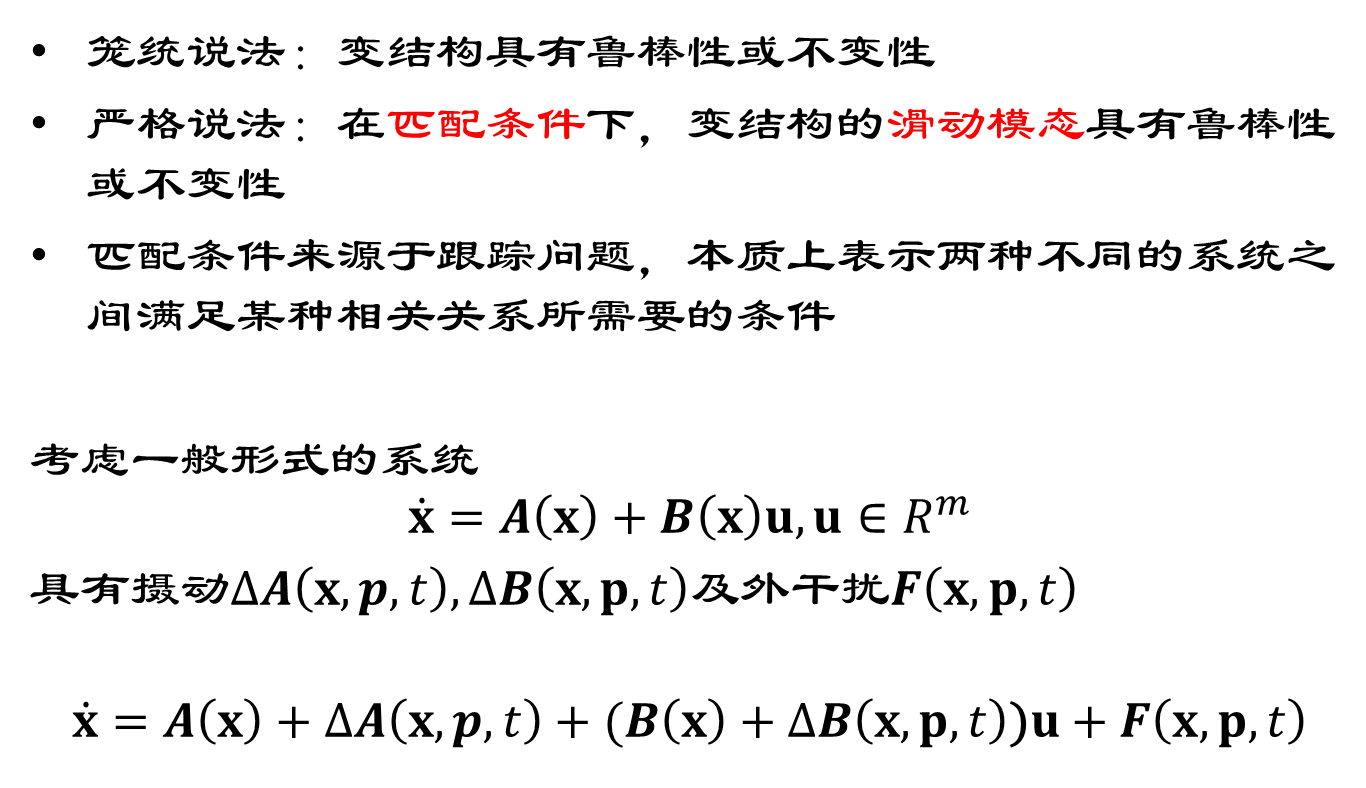 • 笼统说法：变结构具有鲁棒性或不变性
• 严格说法：在匹配条件下，变结构的滑动模态具有鲁棒性
或不变性
• 匹配条件来源于跟踪问题，本质上表示两种不同的系统之
间满足某种相关关系所需要的条件
考虑一般形式的系统
ẋ = A(x) + B(x)u, u ∈ Rᵐ
具有摄动ΔA(x, p, t), ΔB(x, p, t)及外干扰F(x, p, t)
ẋ = A(x) + ΔA(x, p, t) + (B(x) + ΔB(x, p, t))u + F(x, p, t)